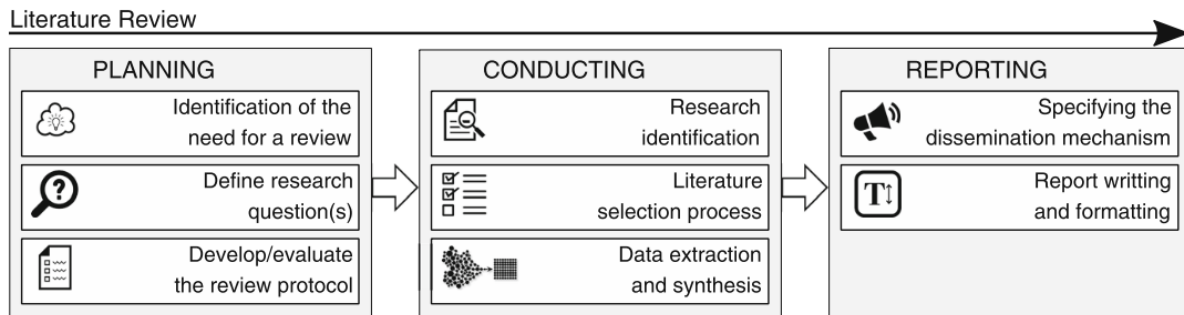 Literature Review
PLANNING
Identification of the
need for a review
Define research
question(s)
Develop/evaluate
the review protocol
CONDUCTING
Research
identification
Literature
selection process
Data extraction
and synthesis
REPORTING
Specifying the
dissemination mechanism
T
Report writting
and formatting